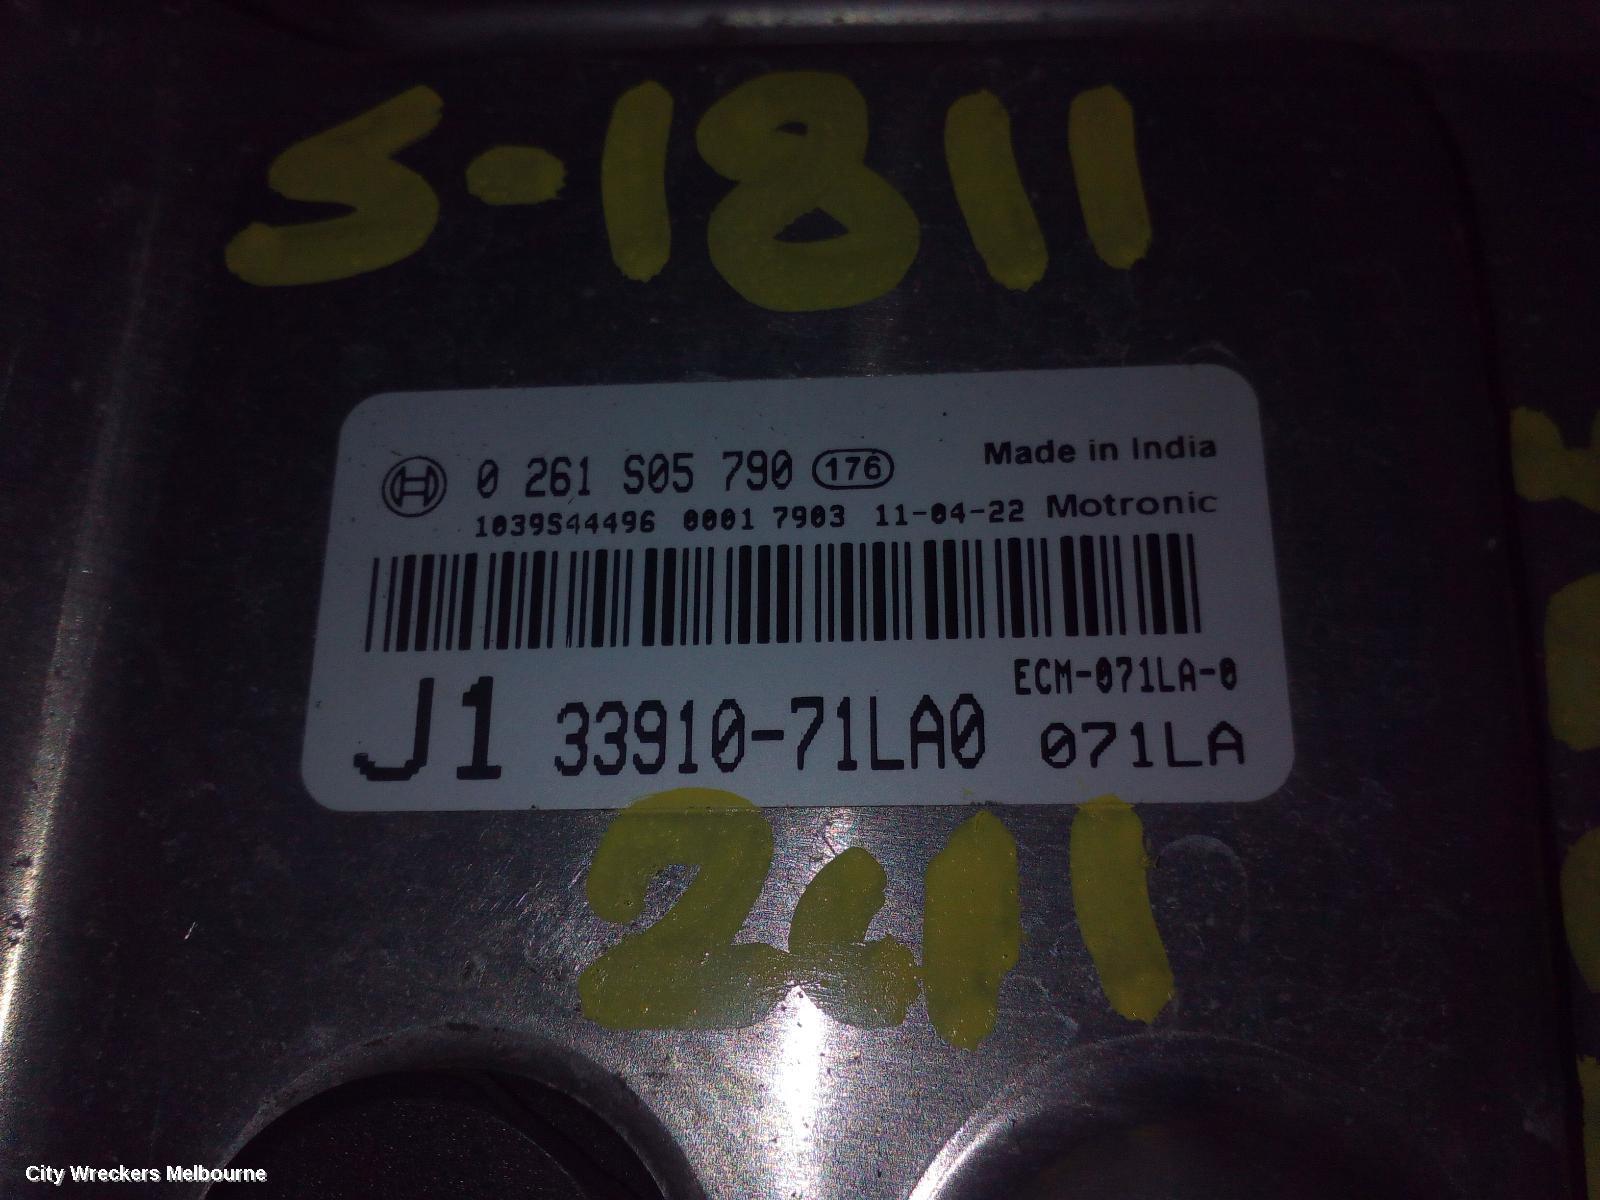 S-1811
0 261 S05 790 176
Made in India
1039S44496 0001 7903 11-04-22 Motronic
ECM-071LA-0
J1 33910-71LA0 071LA
City Wreckers Melbourne